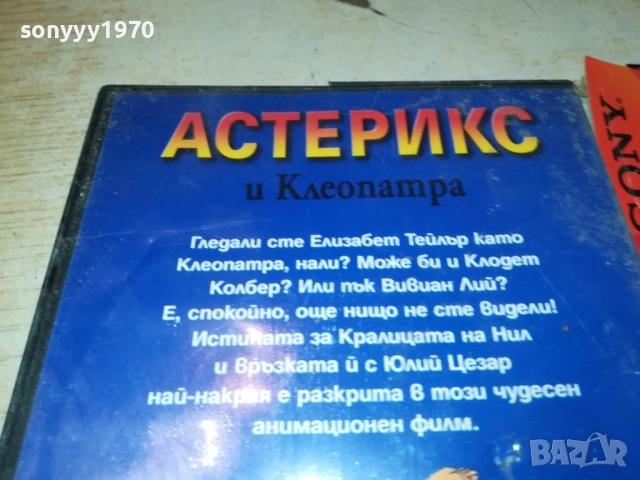 sonyyy1970
АСТЕРИКС
и Клеопатра
Гледали сте Елизабет Тейлър като
Клеопатра, нали? Може би и Клодет
Колбер? Или пък Вивиан Лий?
Е, спокойно, още нищо не сте видели!
Истината за Кралицата на Нил
и връзката й с Юлий Цезар
най-накрая е разкрита в този чудесен
анимационен филм.
SONY
BAZAR